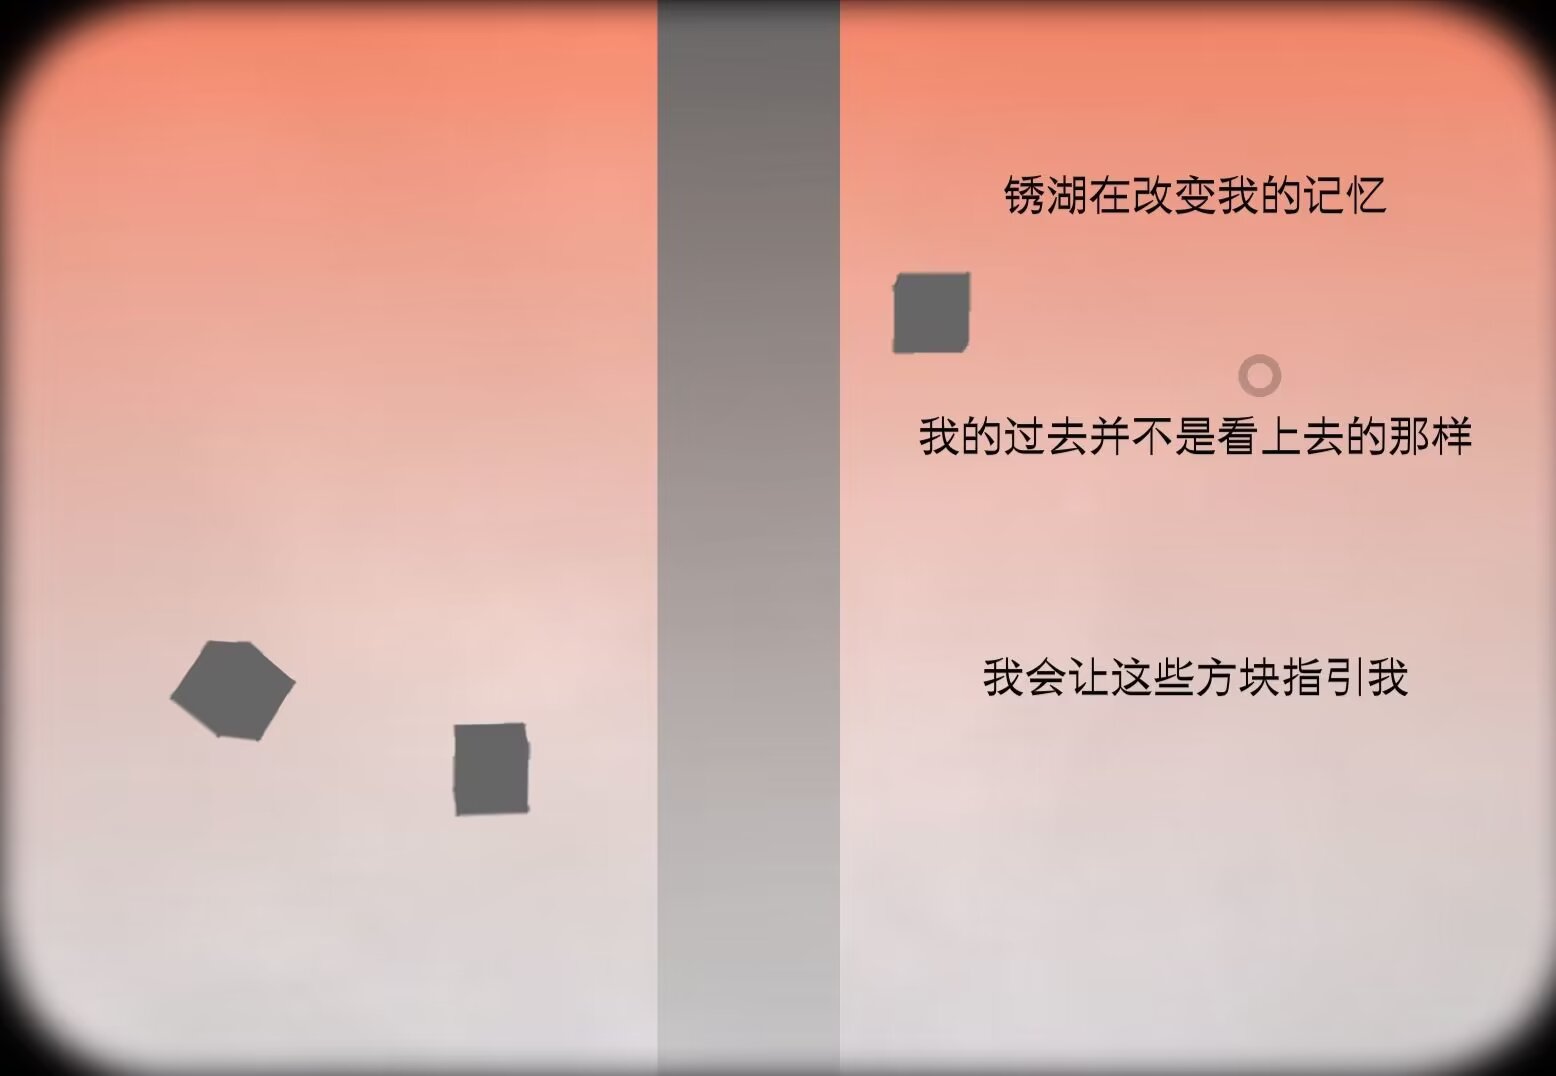 锈湖在改变我的记忆
我的过去并不是看上去的那样
我会让这些方块指引我